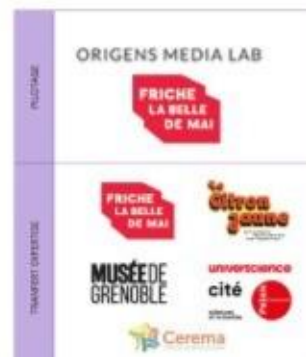 PILOTAGE
ORIGENS MEDIA LAB
FRICHE
LA BELLE
DE MAI
TRANSFERT EXPERTISE
FRICHE
LA BELLE
DE MAI
Le
Citron
Jaune
MUSÉE DE
GRENOBLE
universcience
cité
Cerema